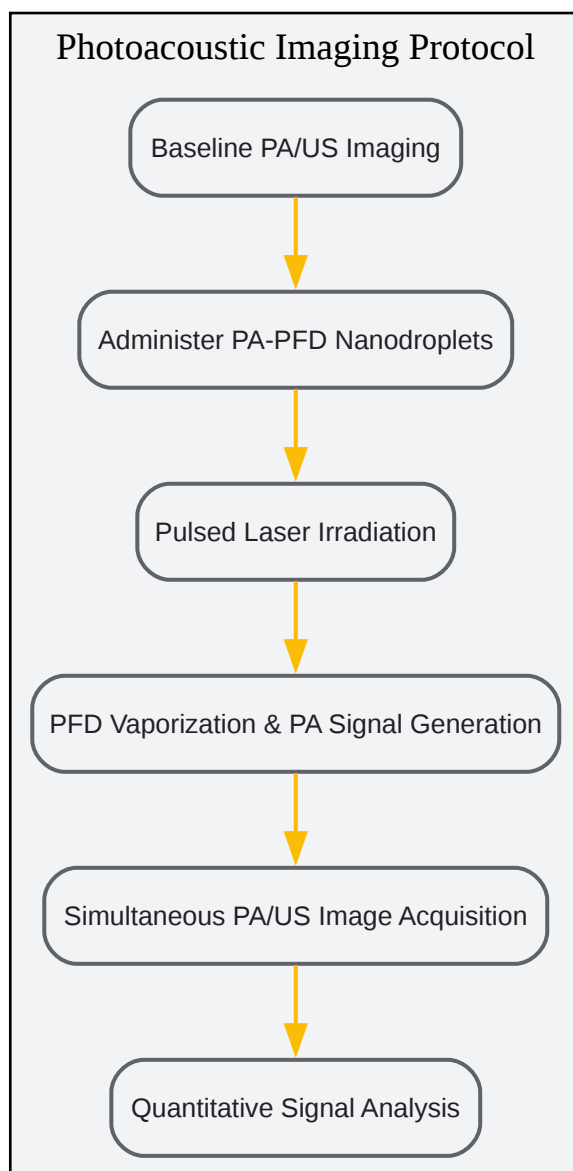 Photoacoustic Imaging Protocol
Baseline PA/US Imaging
Administer PA-PFD Nanodroplets
Pulsed Laser Irradiation
PFD Vaporization & PA Signal Generation
Simultaneous PA/US Image Acquisition
Quantitative Signal Analysis